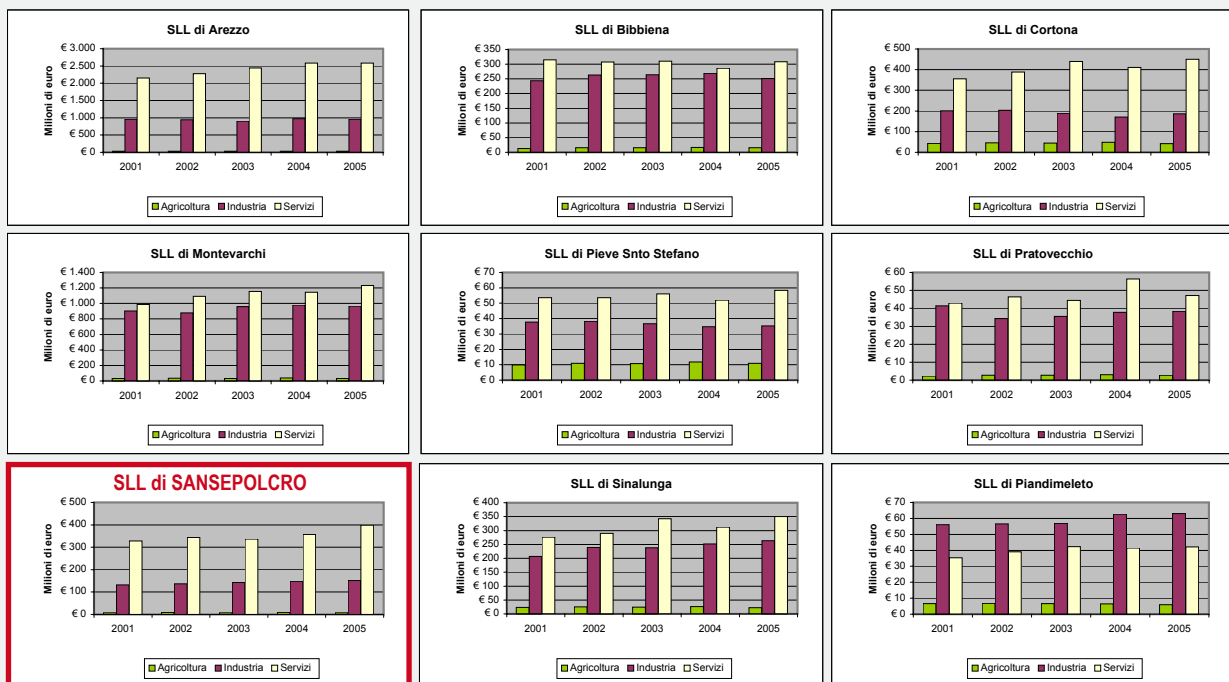 SLL di Arezzo
Milioni di euro
€ 3.000
€ 2.500
€ 2.000
€ 1.500
€ 1.000
€ 500
€ 0
2001 2002 2003 2004 2005
Agricoltura Industria Servizi
SLL di Bibbiena
Milioni di euro
€ 350
€ 300
€ 250
€ 200
€ 150
€ 100
€ 50
€ 0
2001 2002 2003 2004 2005
Agricoltura Industria Servizi
SLL di Cortona
Milioni di euro
€ 500
€ 400
€ 300
€ 200
€ 100
€ 0
2001 2002 2003 2004 2005
Agricoltura Industria Servizi
SLL di Montevarchi
Milioni di euro
€ 1.400
€ 1.200
€ 1.000
€ 800
€ 600
€ 400
€ 200
€ 0
2001 2002 2003 2004 2005
Agricoltura Industria Servizi
SLL di Pieve Snto Stefano
Milioni di euro
€ 70
€ 60
€ 50
€ 40
€ 30
€ 20
€ 10
€ 0
2001 2002 2003 2004 2005
Agricoltura Industria Servizi
SLL di Pratovecchio
Milioni di euro
€ 60
€ 50
€ 40
€ 30
€ 20
€ 10
€ 0
2001 2002 2003 2004 2005
Agricoltura Industria Servizi
SLL di SANSEPOLCRO
Milioni di euro
€ 500
€ 400
€ 300
€ 200
€ 100
€ 0
2001 2002 2003 2004 2005
Agricoltura Industria Servizi
SLL di Sinalunga
Milioni di euro
€ 400
€ 350
€ 300
€ 250
€ 200
€ 150
€ 100
€ 50
€ 0
2001 2002 2003 2004 2005
Agricoltura Industria Servizi
SLL di Piandimeleto
Milioni di euro
€ 70
€ 60
€ 50
€ 40
€ 30
€ 20
€ 10
€ 0
2001 2002 2003 2004 2005
Agricoltura Industria Servizi